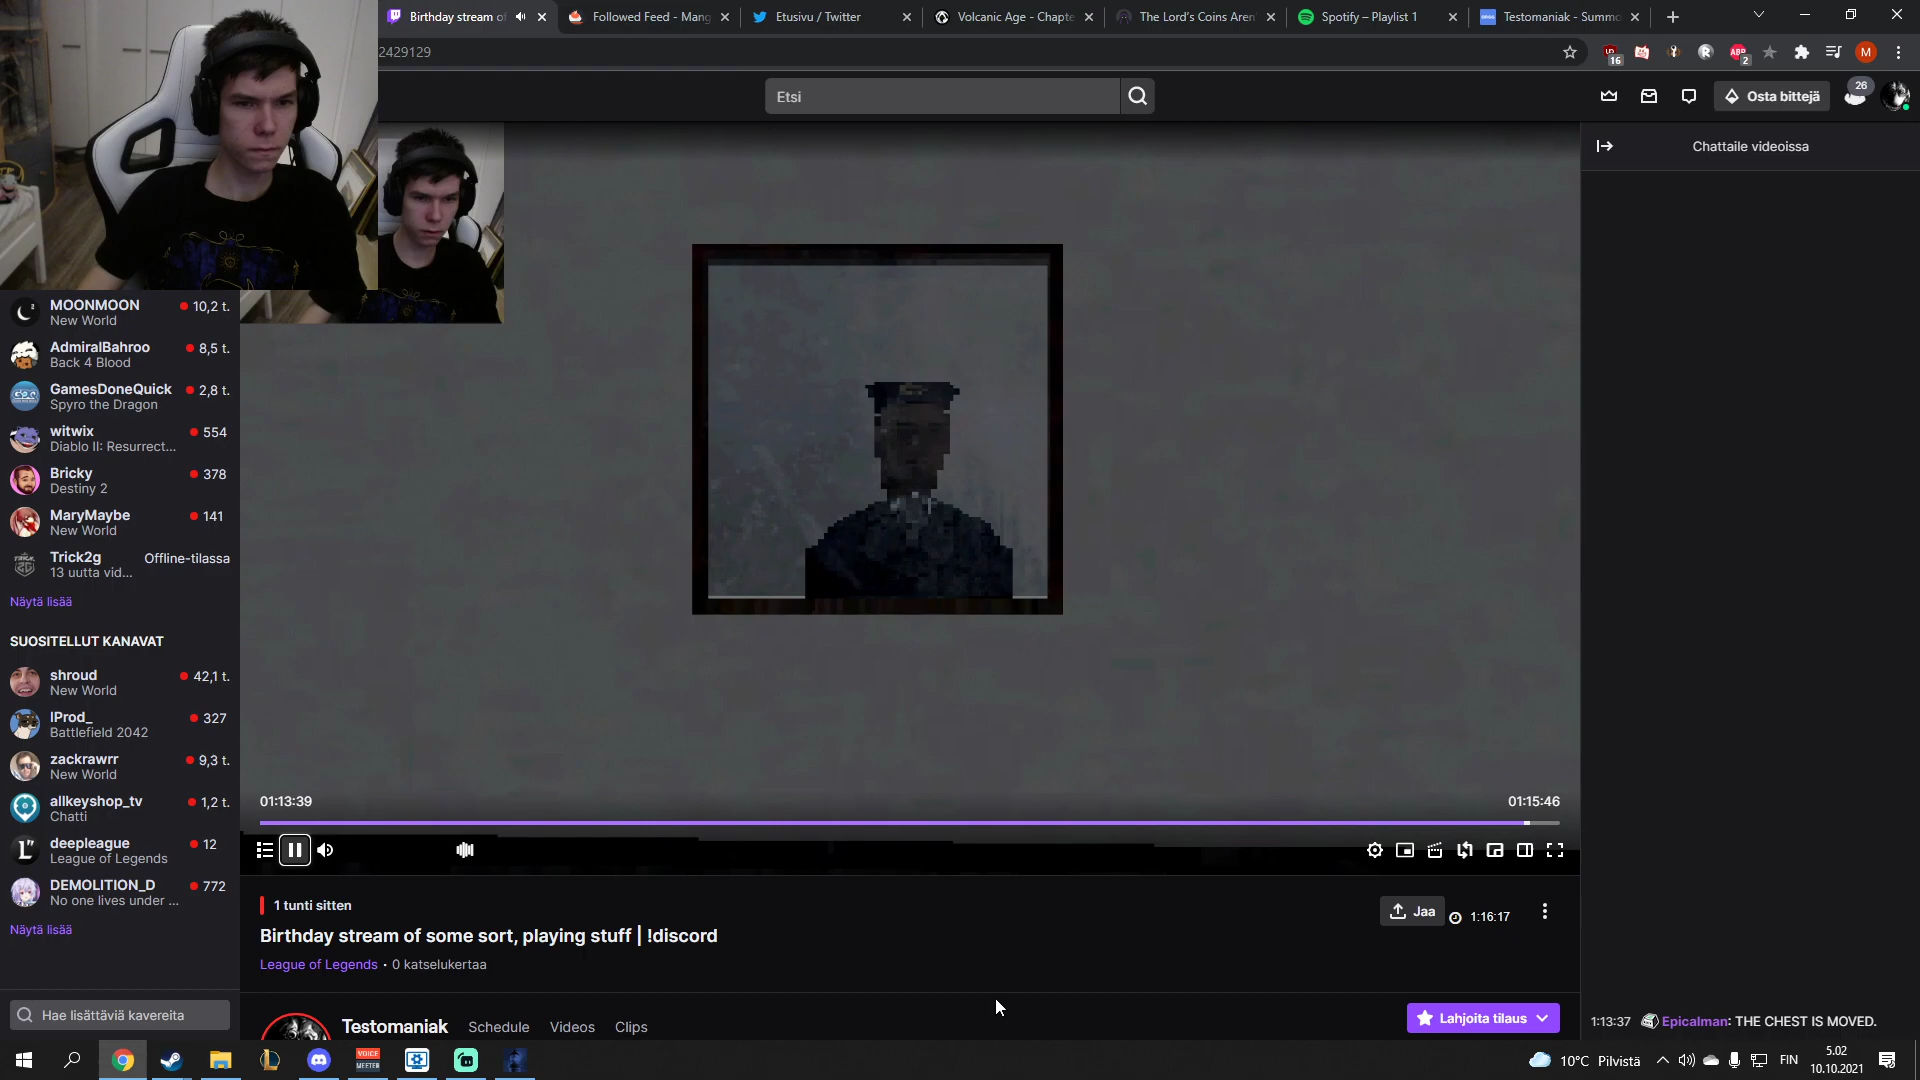 Birthday stream of
Followed Feed - Mang
Etusivu / Twitter
Volcanic Age - Chapte
The Lord's Coins Aren'
Spotify – Playlist 1
Testomaniak - Summo
2429129
16
ABP
2
R
M
Etsi
Osta bittejä
26
Chattaile videoissa
MOONMOON
10,2 t.
New World
AdmiralBahroo
8,5 t.
Back 4 Blood
GamesDoneQuick
2,8 t.
Spyro the Dragon
witwix
554
Diablo II: Resurrect...
Bricky
378
Destiny 2
MaryMaybe
141
New World
Trick2g
Offline-tilassa
13 uutta vid...
Näytä lisää
SUOSITELLUT KANAVAT
shroud
42,1 t.
New World
IProd_
327
Battlefield 2042
zackrawrr
9,3 t.
New World
allkeyshop_tv
1,2 t.
Chatti
deepleague
12
League of Legends
DEMOLITION_D
772
No one lives under ...
Näytä lisää
Hae lisättäviä kavereita
01:13:39
01:15:46
1 tunti sitten
Jaa
1:16:17
Birthday stream of some sort, playing stuff | !discord
League of Legends • 0 katselukertaa
Testomaniak
Schedule
Videos
Clips
Lahjoita tilaus
1:13:37 Epicalman: THE CHEST IS MOVED.
VOICE
MEETER
10°C Pilvistä
FIN
5.02
10.10.2021